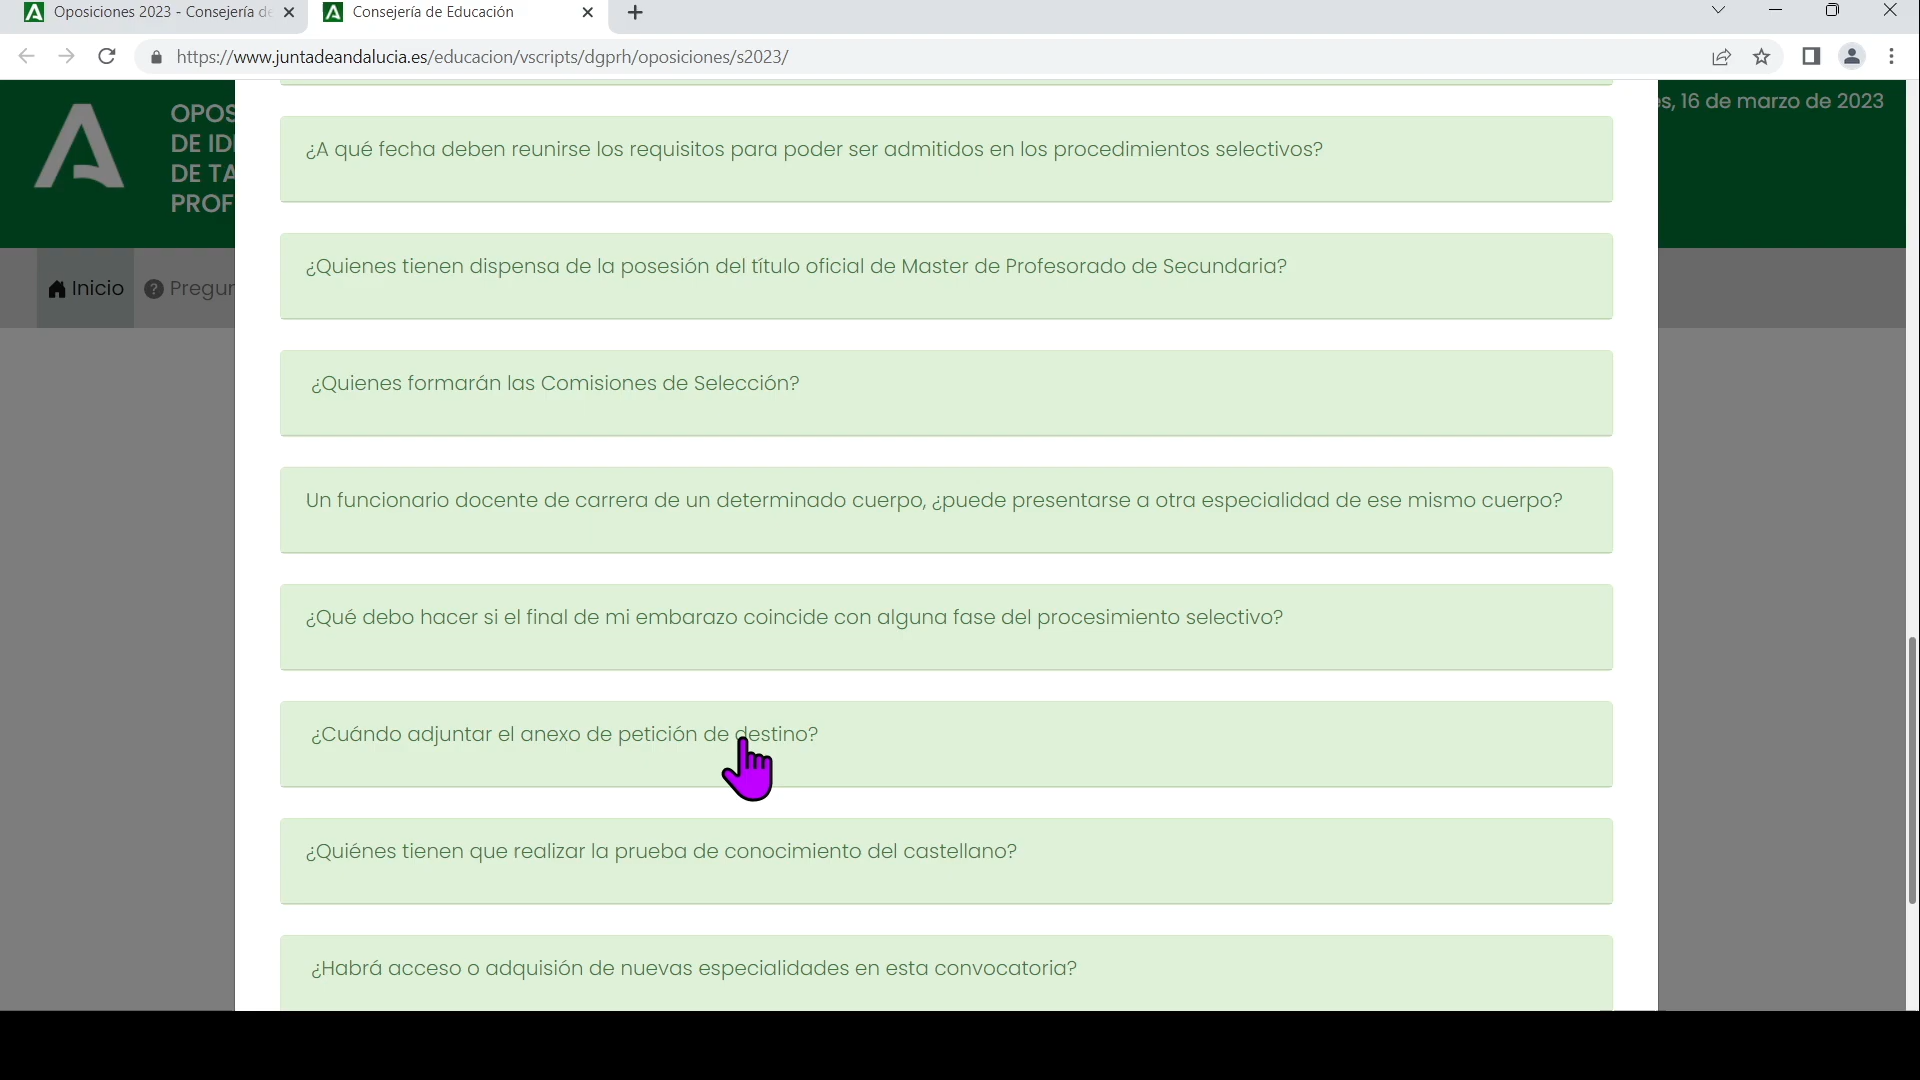 Oposiciones 2023 - Consejería de
Consejería de Educación
https://www.juntadeandalucia.es/educacion/vscripts/dgprh/oposiciones/s2023/
OPOS
DE IDI
DE TA
PROF
es, 16 de marzo de 2023
Inicio
Pregun
¿A qué fecha deben reunirse los requisitos para poder ser admitidos en los procedimientos selectivos?
¿Quienes tienen dispensa de la posesión del título oficial de Master de Profesorado de Secundaria?
¿Quienes formarán las Comisiones de Selección?
Un funcionario docente de carrera de un determinado cuerpo, ¿puede presentarse a otra especialidad de ese mismo cuerpo?
¿Qué debo hacer si el final de mi embarazo coincide con alguna fase del procesimiento selectivo?
¿Cuándo adjuntar el anexo de petición de destino?
¿Quiénes tienen que realizar la prueba de conocimiento del castellano?
¿Habrá acceso o adquisión de nuevas especialidades en esta convocatoria?